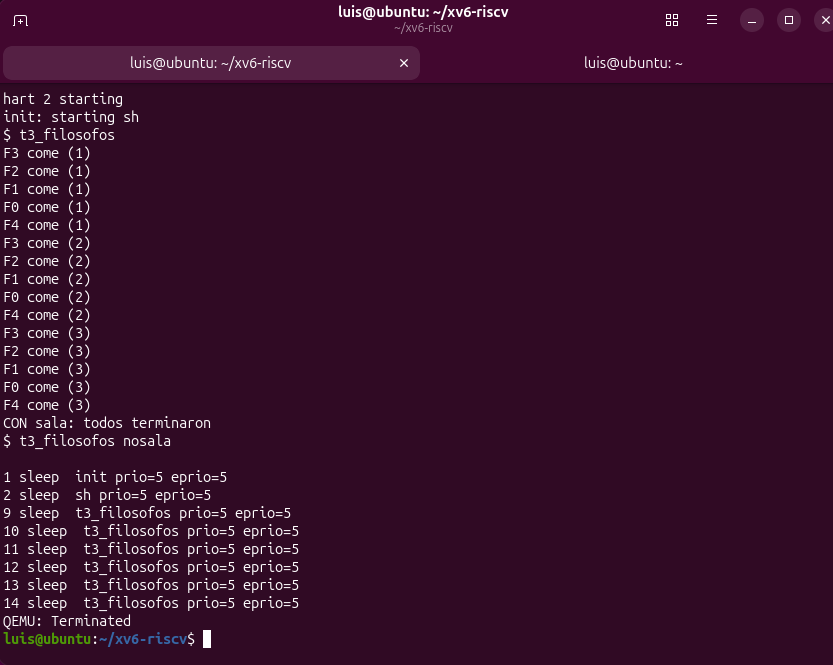 luis@ubuntu: ~/xv6-riscv
~/xv6-riscv
luis@ubuntu: ~/xv6-riscv
luis@ubuntu: ~
hart 2 starting
init: starting sh
$ t3_filosofos
F3 come (1)
F2 come (1)
F1 come (1)
F0 come (1)
F4 come (1)
F3 come (2)
F2 come (2)
F1 come (2)
F0 come (2)
F4 come (2)
F3 come (3)
F2 come (3)
F1 come (3)
F0 come (3)
F4 come (3)
CON sala: todos terminaron
$ t3_filosofos nosala

1 sleep  init prio=5 eprio=5
2 sleep  sh prio=5 eprio=5
9 sleep  t3_filosofos prio=5 eprio=5
10 sleep  t3_filosofos prio=5 eprio=5
11 sleep  t3_filosofos prio=5 eprio=5
12 sleep  t3_filosofos prio=5 eprio=5
13 sleep  t3_filosofos prio=5 eprio=5
14 sleep  t3_filosofos prio=5 eprio=5
QEMU: Terminated
luis@ubuntu:~/xv6-riscv$